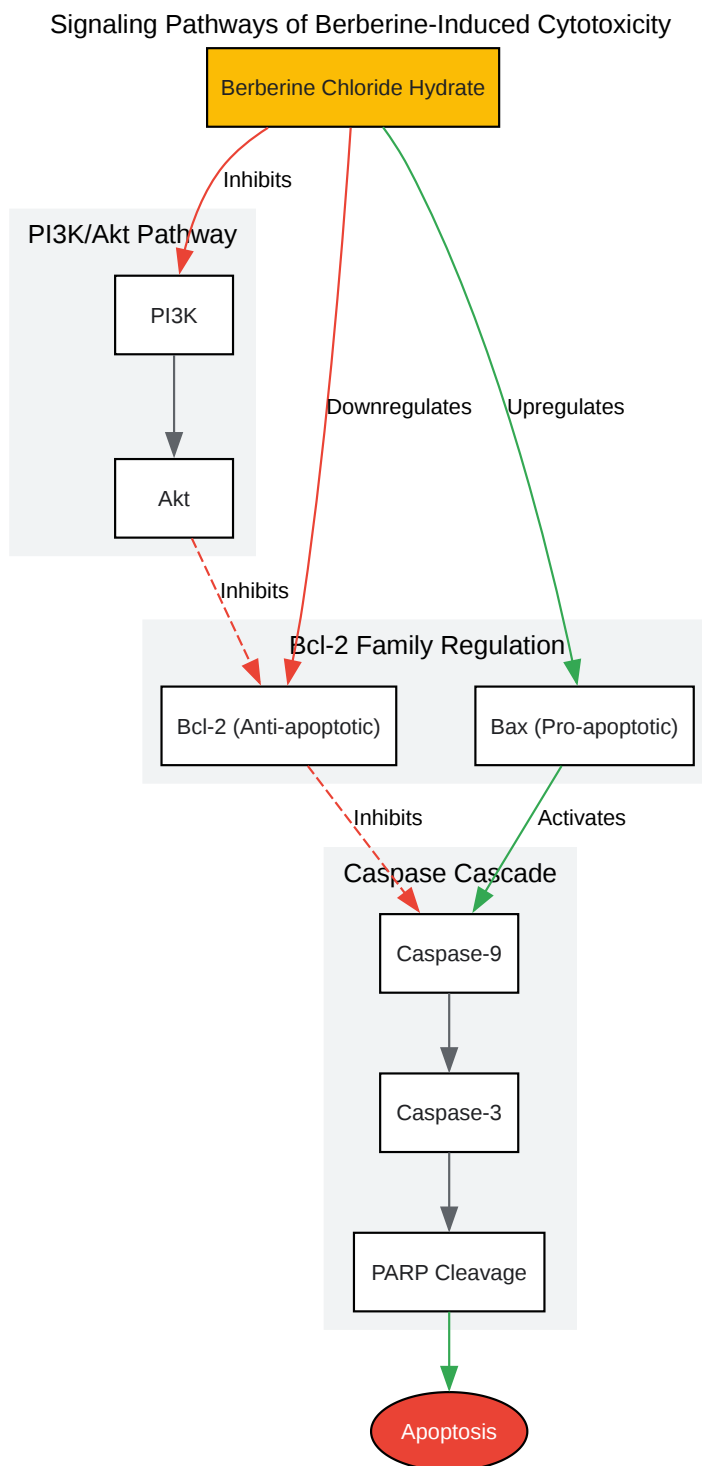 Signaling Pathways of Berberine-Induced Cytotoxicity
Berberine Chloride Hydrate
Inhibits
PI3K/Akt Pathway
PI3K
Downregulates
Upregulates
Akt
Inhibits
Bcl-2 Family Regulation
Bcl-2 (Anti-apoptotic)
Bax (Pro-apoptotic)
Inhibits
Activates
Caspase Cascade
Caspase-9
Caspase-3
PARP Cleavage
Apoptosis